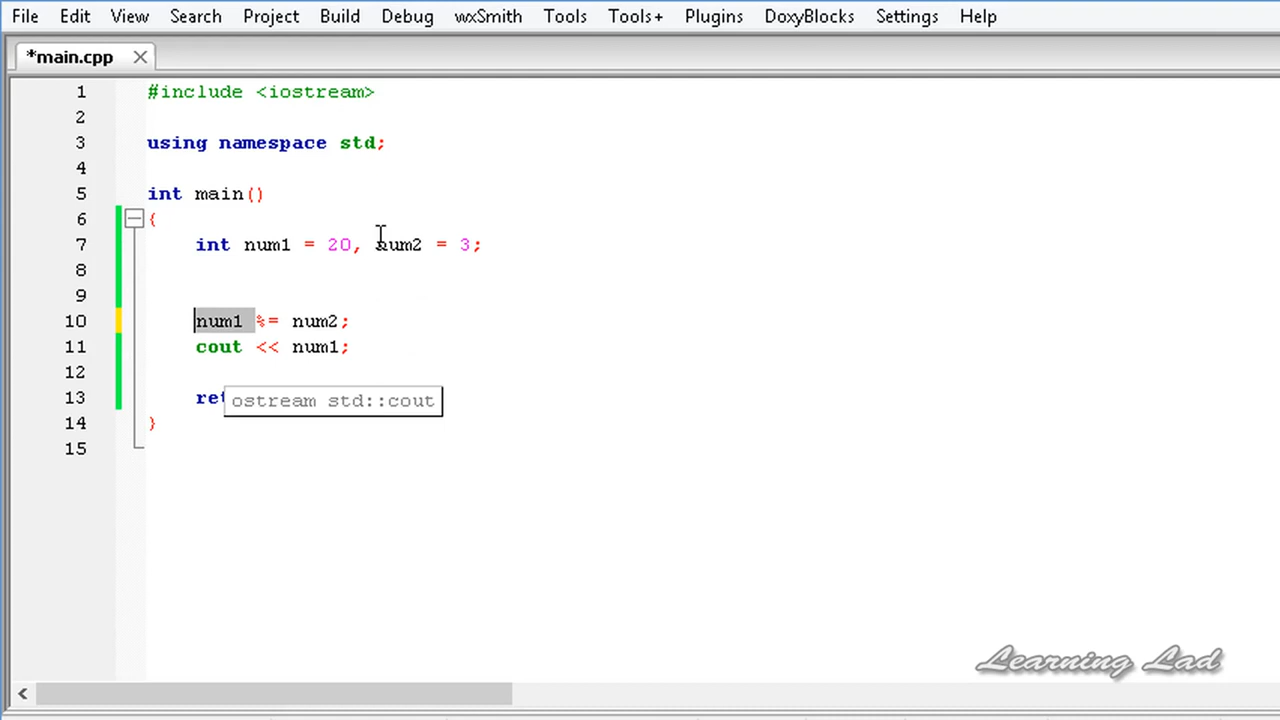 File Edit View Search Project Build Debug wxSmith Tools Tools+ Plugins DoxyBlocks Settings Help
*main.cpp
1 #include <iostream>
2
3 using namespace std;
4
5 int main()
6 {
7 int num1 = 20, num2 = 3;
8
9
10 num1 %= num2;
11 cout << num1;
12
13 ret
ostream std::cout
14 }
15
Learning Lad